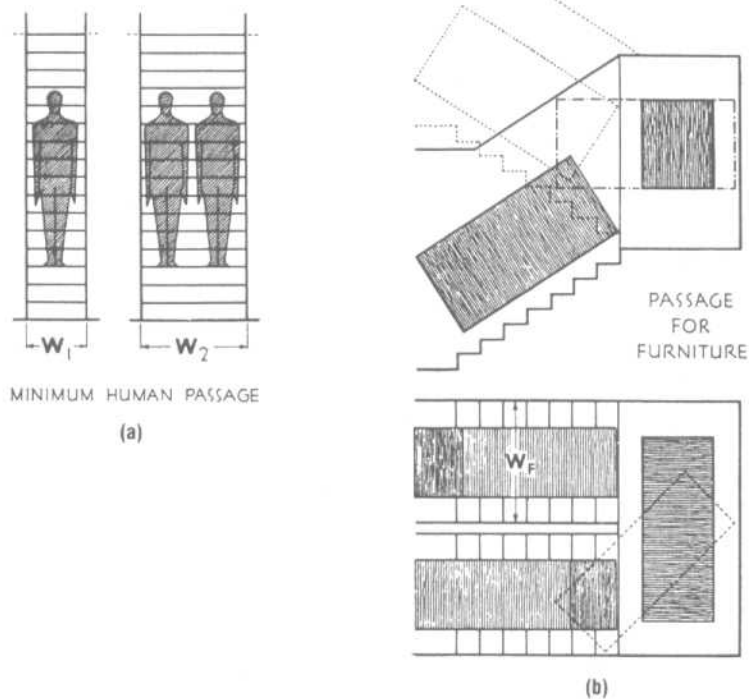 W1
W2
MINIMUM HUMAN PASSAGE
(a)
PASSAGE
FOR
FURNITURE
WF
(b)